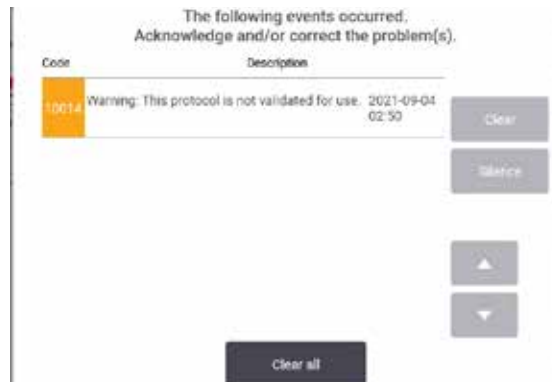 The following events occurred.
Acknowledge and/or correct the problem(s).
Code Description
10014 Warning: This protocol is not validated for use. 2021-09-04
02:50
Clear
Silence
Clear all